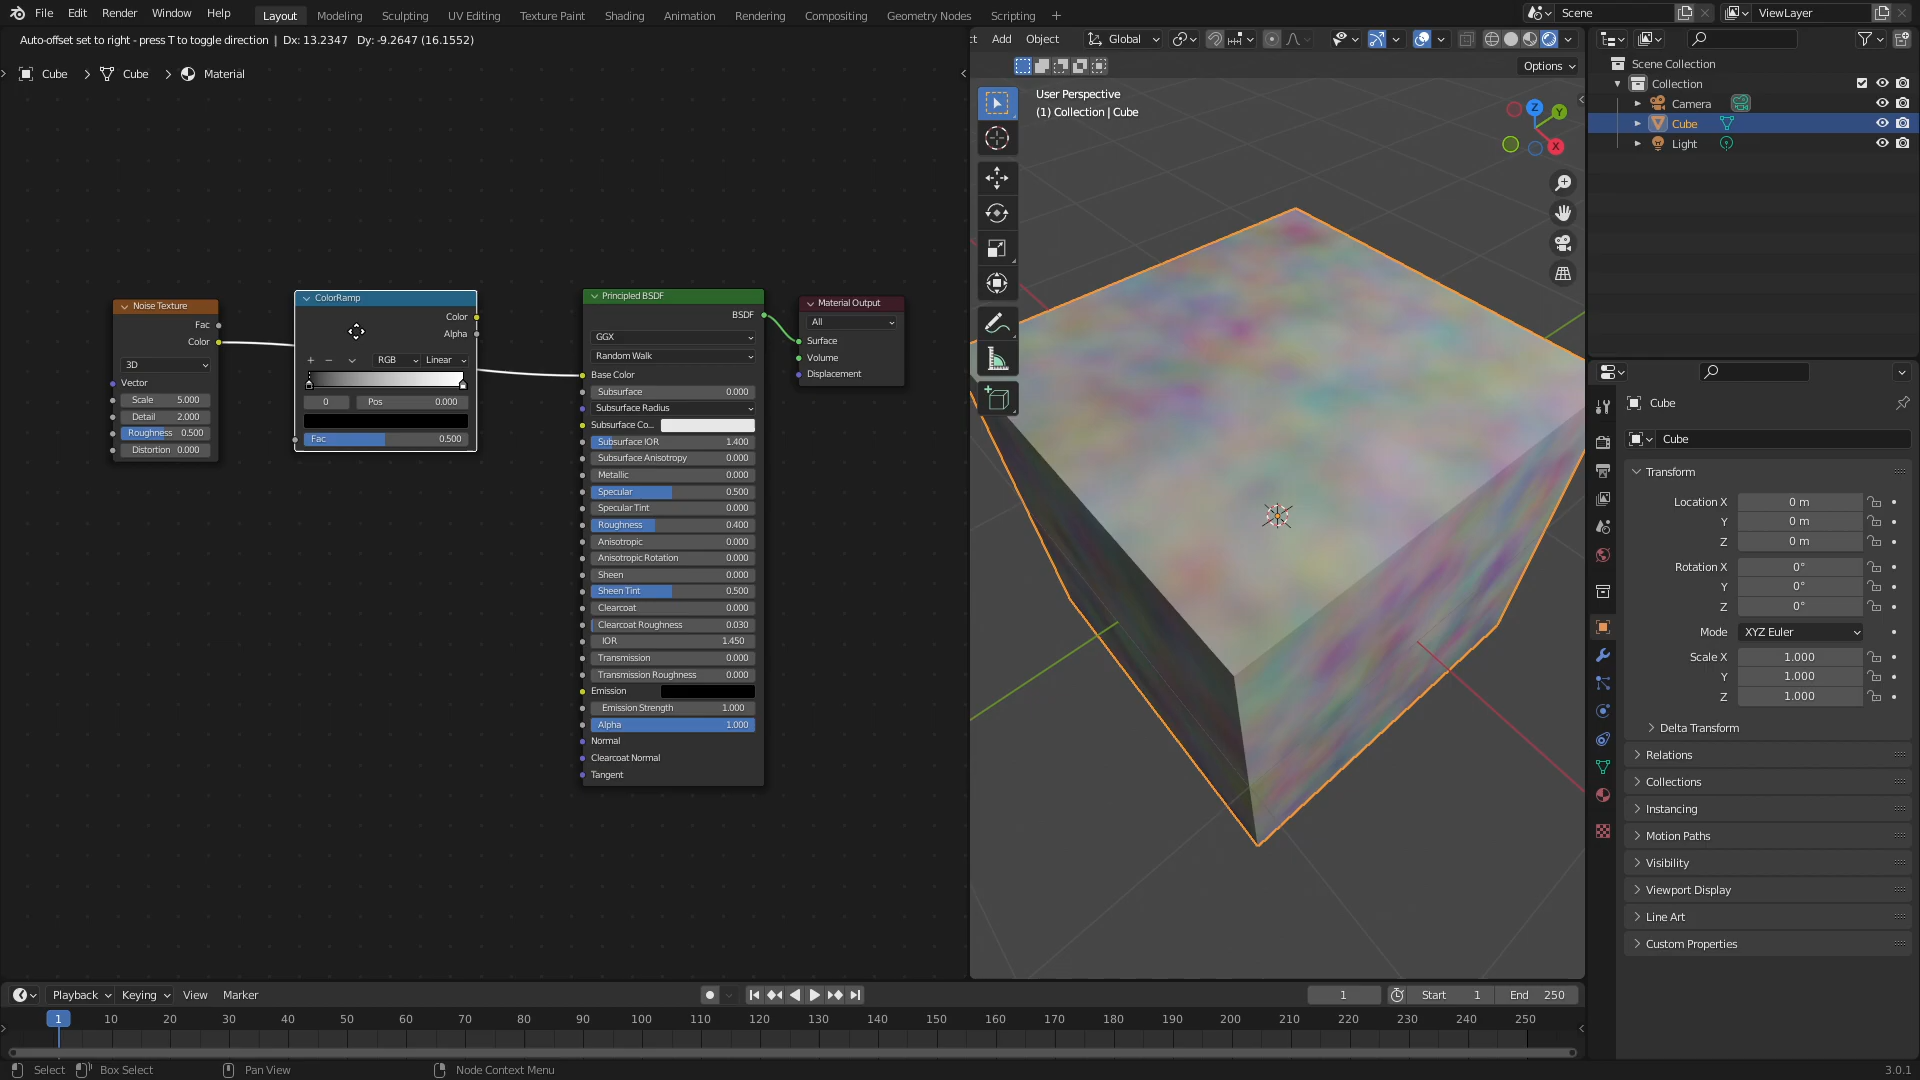 File Edit Render Window Help
Layout Modeling Sculpting UV Editing Texture Paint Shading Animation Rendering Compositing Geometry Nodes Scripting +
Scene
ViewLayer
Auto-offset set to right - press T to toggle direction | Dx: 13.2347 Dy: -9.2647 (16.1552)
ct Add Object
Global
Options
Cube > Cube > Material
User Perspective
(1) Collection | Cube
Z
Y
X
Scene Collection
Collection
Camera
Cube
Light
Noise Texture
Fac
Color
3D
Vector
Scale 5.000
Detail 2.000
Roughness 0.500
Distortion 0.000
ColorRamp
Color
Alpha
+ − RGB Linear
0 Pos 0.000
Fac 0.500
Principled BSDF
BSDF
GGX
Random Walk
Base Color
Subsurface 0.000
Subsurface Radius
Subsurface Co...
Subsurface IOR 1.400
Subsurface Anisotropy 0.000
Metallic 0.000
Specular 0.500
Specular Tint 0.000
Roughness 0.400
Anisotropic 0.000
Anisotropic Rotation 0.000
Sheen 0.000
Sheen Tint 0.500
Clearcoat 0.000
Clearcoat Roughness 0.030
IOR 1.450
Transmission 0.000
Transmission Roughness 0.000
Emission
Emission Strength 1.000
Alpha 1.000
Normal
Clearcoat Normal
Tangent
Material Output
All
Surface
Volume
Displacement
Cube
Cube
Transform
Location X 0 m
Y 0 m
Z 0 m
Rotation X 0°
Y 0°
Z 0°
Mode XYZ Euler
Scale X 1.000
Y 1.000
Z 1.000
Delta Transform
Relations
Collections
Instancing
Motion Paths
Visibility
Viewport Display
Line Art
Custom Properties
Playback Keying View Marker
1
Start 1
End 250
1 10 20 30 40 50 60 70 80 90 100 110 120 130 140 150 160 170 180 190 200 210 220 230 240 250
Select Box Select Pan View Node Context Menu
3.0.1